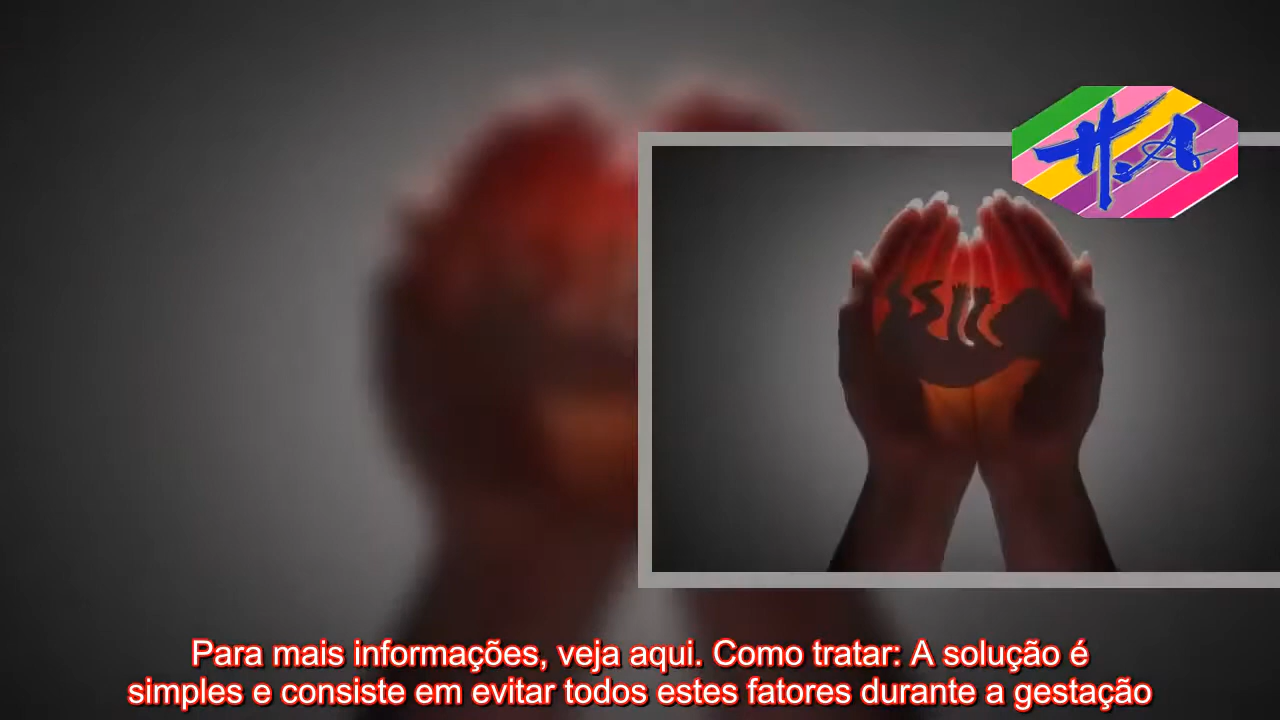 H.A
Para mais informações, veja aqui. Como tratar: A solução é
simples e consiste em evitar todos estes fatores durante a gestação